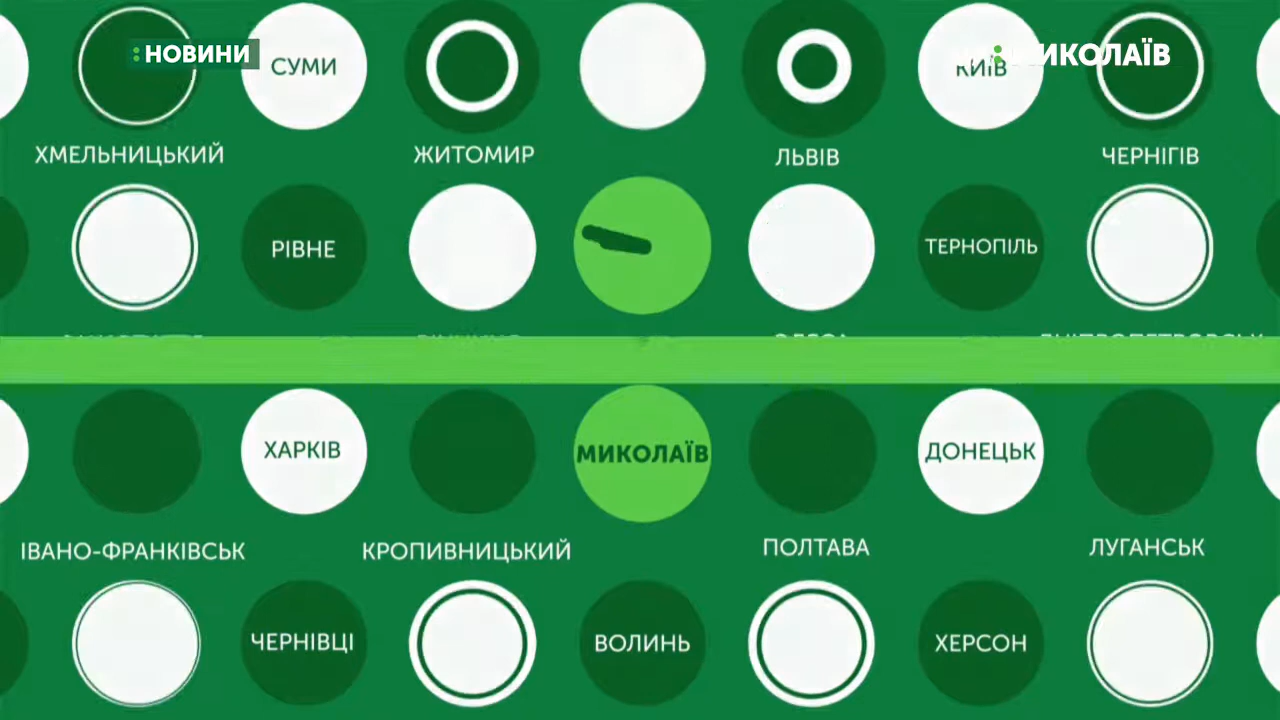 НОВИНИ
СУМИ
КИЇВ
МИКОЛАЇВ
ХМЕЛЬНИЦЬКИЙ
ЖИТОМИР
ЛЬВІВ
ЧЕРНІГІВ
РІВНЕ
ТЕРНОПІЛЬ
ХАРКІВ
МИКОЛАЇВ
ДОНЕЦЬК
ІВАНО-ФРАНКІВСЬК
КРОПИВНИЦЬКИЙ
ПОЛТАВА
ЛУГАНСЬК
ЧЕРНІВЦІ
ВОЛИНЬ
ХЕРСОН